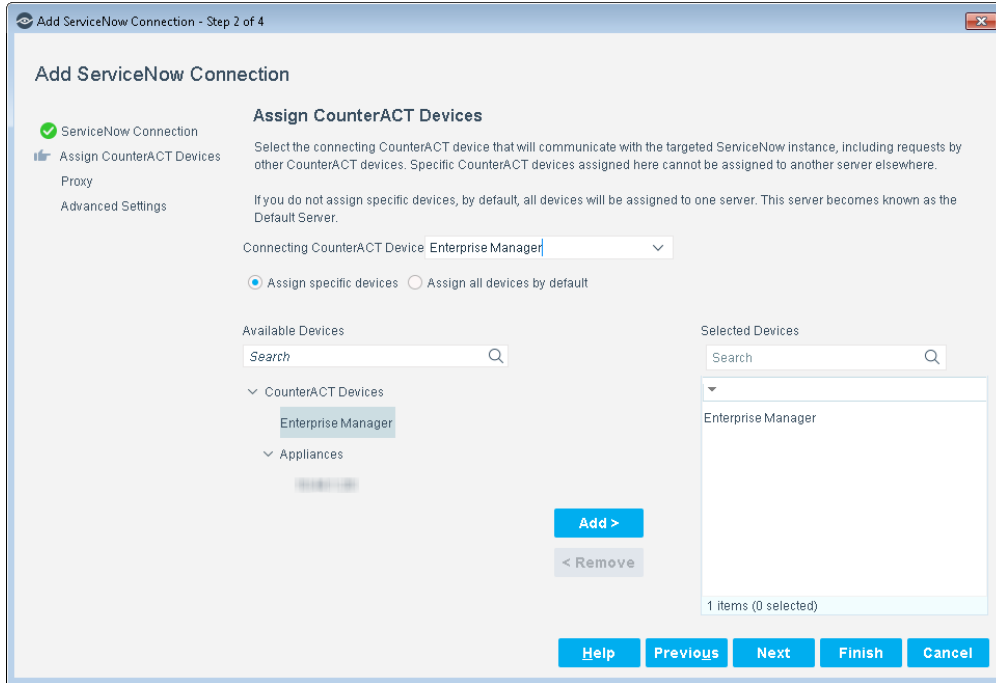 Add ServiceNow Connection - Step 2 of 4
Add ServiceNow Connection
ServiceNow Connection
Assign CounterACT Devices
Proxy
Advanced Settings
Assign CounterACT Devices
Select the connecting CounterACT device that will communicate with the targeted ServiceNow instance, including requests by
other CounterACT devices. Specific CounterACT devices assigned here cannot be assigned to another server elsewhere.
If you do not assign specific devices, by default, all devices will be assigned to one server. This server becomes known as the
Default Server.
Connecting CounterACT Device Enterprise Manager
Assign specific devices Assign all devices by default
Available Devices
Search
CounterACT Devices
Enterprise Manager
Appliances
Selected Devices
Search
Enterprise Manager
1 items (0 selected)
Add >
< Remove
Help Previous Next Finish Cancel